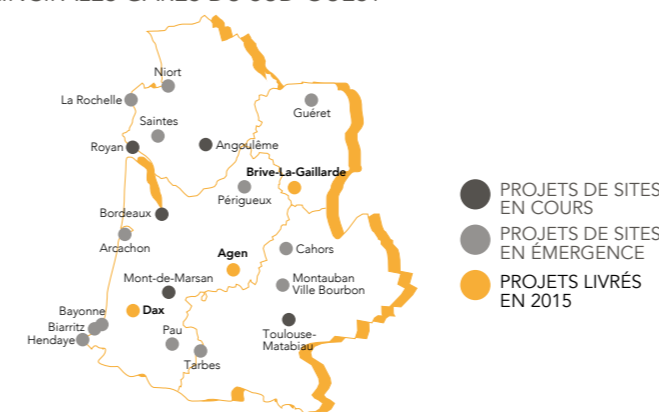 Niort
La Rochelle
Guéret
Saintes
Royan
Angoulême
Brive-La-Gaillarde
Périgueux
Bordeaux
Arcachon
Agen
Cahors
Mont-de-Marsan
Montauban
Ville Bourbon
Bayonne
Dax
Biarritz
Hendaye
Pau
Tarbes
Toulouse-
Matabiau
PROJETS DE SITES
EN COURS
PROJETS DE SITES
EN ÉMERGENCE
PROJETS LIVRÉS
EN 2015